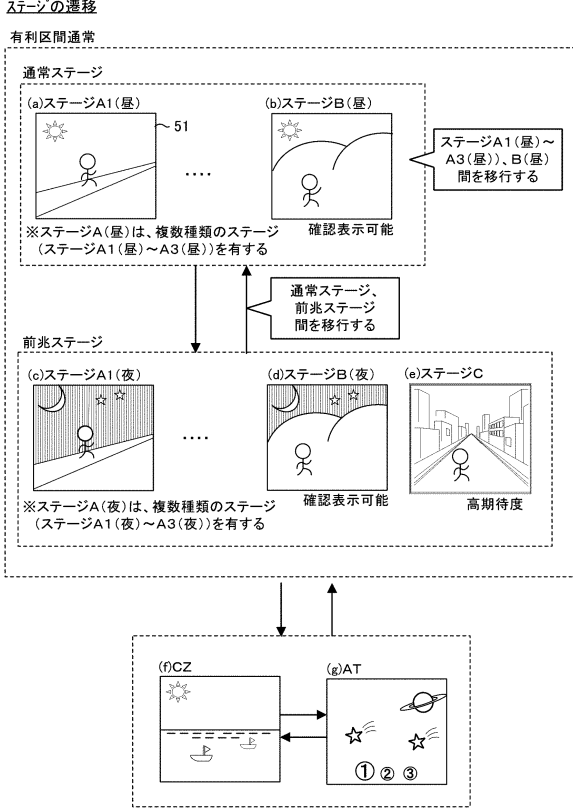 ステージの遷移
有利区間通常
通常ステージ
(a)ステージA1(昼)
51
(b)ステージB(昼)
‥‥
※ステージA(昼)は、複数種類のステージ
(ステージA1(昼)~A3(昼))を有する
確認表示可能
ステージA1(昼)~
A3(昼))、B(昼)
間を移行する
通常ステージ、
前兆ステージ
間を移行する
前兆ステージ
(c)ステージA1(夜)
(d)ステージB(夜)
(e)ステージC
‥‥
※ステージA(夜)は、複数種類のステージ
(ステージA1(夜)~A3(夜))を有する
確認表示可能
高期待度
(f)CZ
(g)AT
① ② ③